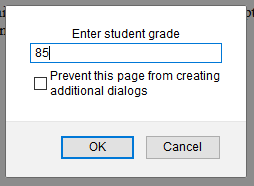 Enter student grade
85
Prevent this page from creating
additional dialogs
OK
Cancel